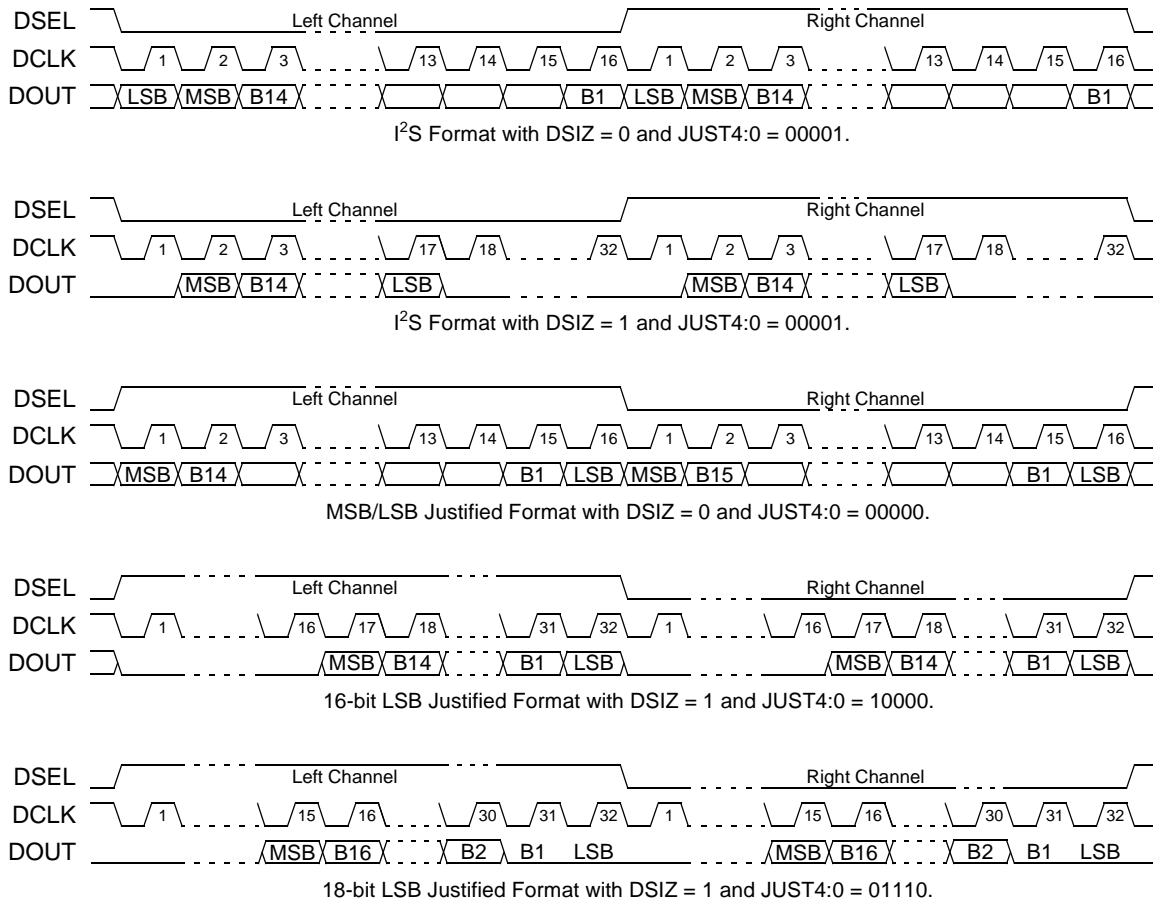 DSEL Left Channel Right Channel
DCLK 1 2 3 13 14 15 16 1 2 3 13 14 15 16
DOUT LSB MSB B14 B1 LSB MSB B14 B1
I²S Format with DSIZ = 0 and JUST4:0 = 00001.
DSEL Left Channel Right Channel
DCLK 1 2 3 17 18 32 1 2 3 17 18 32
DOUT MSB B14 LSB MSB B14 LSB
I²S Format with DSIZ = 1 and JUST4:0 = 00001.
DSEL Left Channel Right Channel
DCLK 1 2 3 13 14 15 16 1 2 3 13 14 15 16
DOUT MSB B14 B1 LSB MSB B15 B1 LSB
MSB/LSB Justified Format with DSIZ = 0 and JUST4:0 = 00000.
DSEL Left Channel Right Channel
DCLK 1 16 17 18 31 32 1 16 17 18 31 32
DOUT MSB B14 B1 LSB MSB B14 B1 LSB
16-bit LSB Justified Format with DSIZ = 1 and JUST4:0 = 10000.
DSEL Left Channel Right Channel
DCLK 1 15 16 30 31 32 1 15 16 30 31 32
DOUT MSB B16 B2 B1 LSB MSB B16 B2 B1 LSB
18-bit LSB Justified Format with DSIZ = 1 and JUST4:0 = 01110.